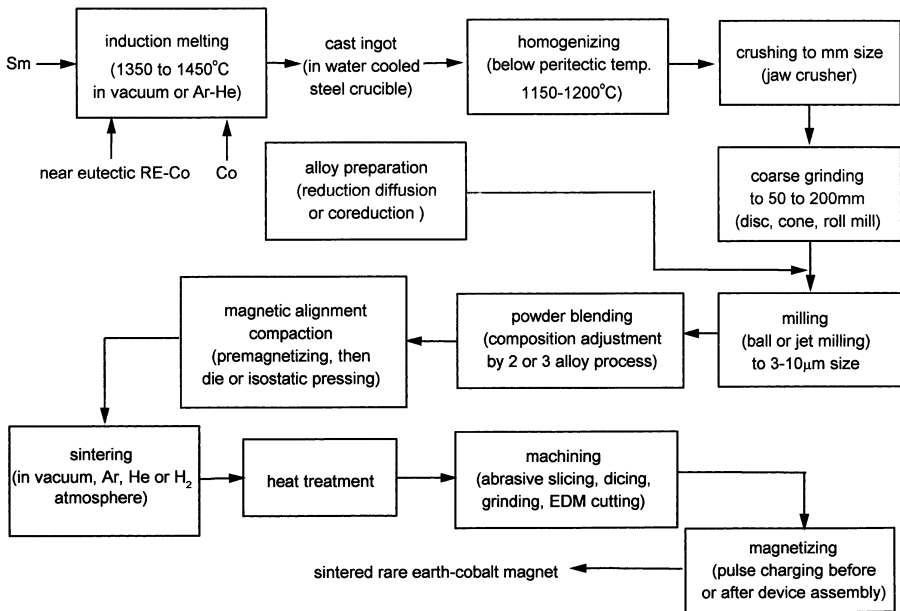 Sm
induction melting
(1350 to 1450°C
in vacuum or Ar-He)
near eutectic RE-Co
Co
cast ingot
(in water cooled
steel crucible)
homogenizing
(below peritectic temp.
1150-1200°C)
crushing to mm size
(jaw crusher)
alloy preparation
(reduction diffusion
or coreduction )
coarse grinding
to 50 to 200mm
(disc, cone, roll mill)
magnetic alignment
compaction
(premagnetizing, then
die or isostatic pressing)
powder blending
(composition adjustment
by 2 or 3 alloy process)
milling
(ball or jet milling)
to 3-10μm size
sintering
(in vacuum, Ar, He or H₂
atmosphere)
heat treatment
machining
(abrasive slicing, dicing,
grinding, EDM cutting)
sintered rare earth-cobalt magnet
magnetizing
(pulse charging before
or after device assembly)